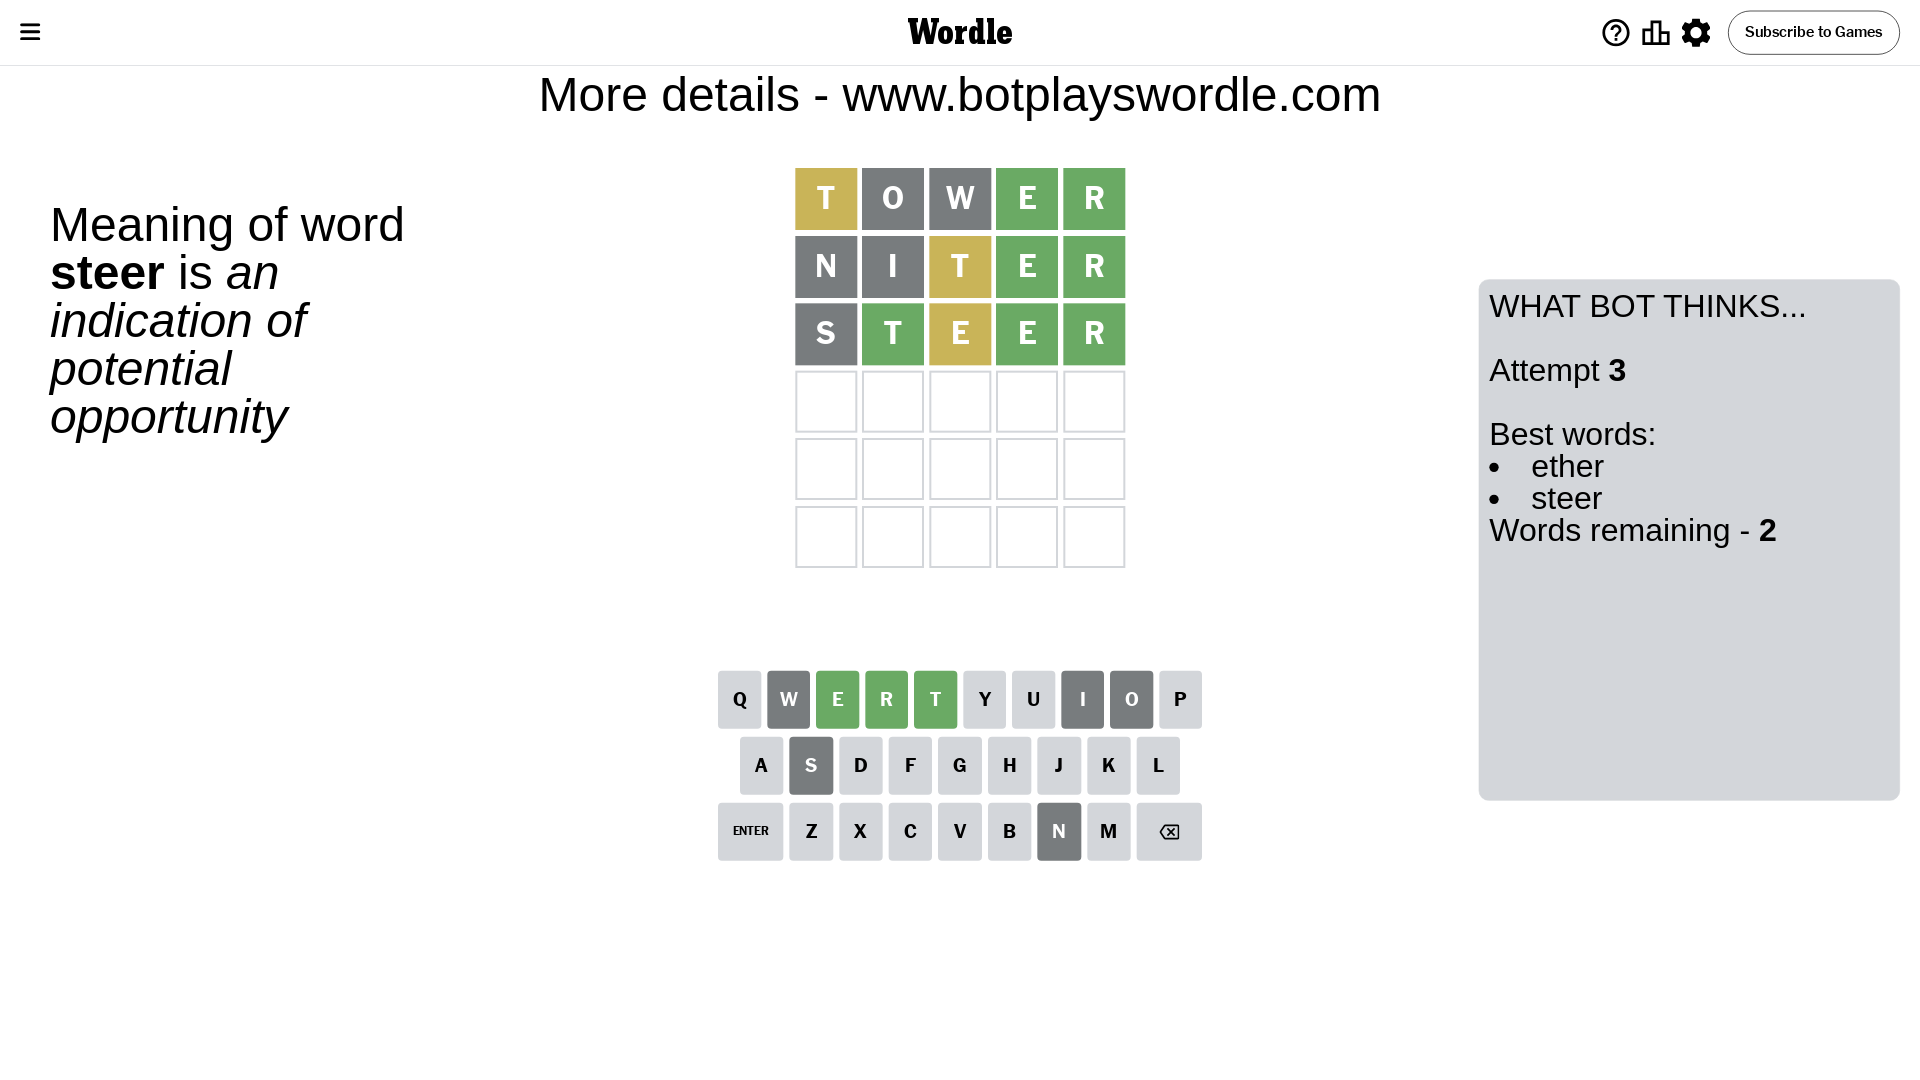 Wordle
Subscribe to Games
More details - www.botplayswordle.com
Meaning of word
steer is an
indication of
potential
opportunity
T O W E R
N I T E R
S T E E R
WHAT BOT THINKS...
Attempt 3
Best words:
• ether
• steer
Words remaining - 2
Q W E R T Y U I O P
A S D F G H J K L
ENTER Z X C V B N M